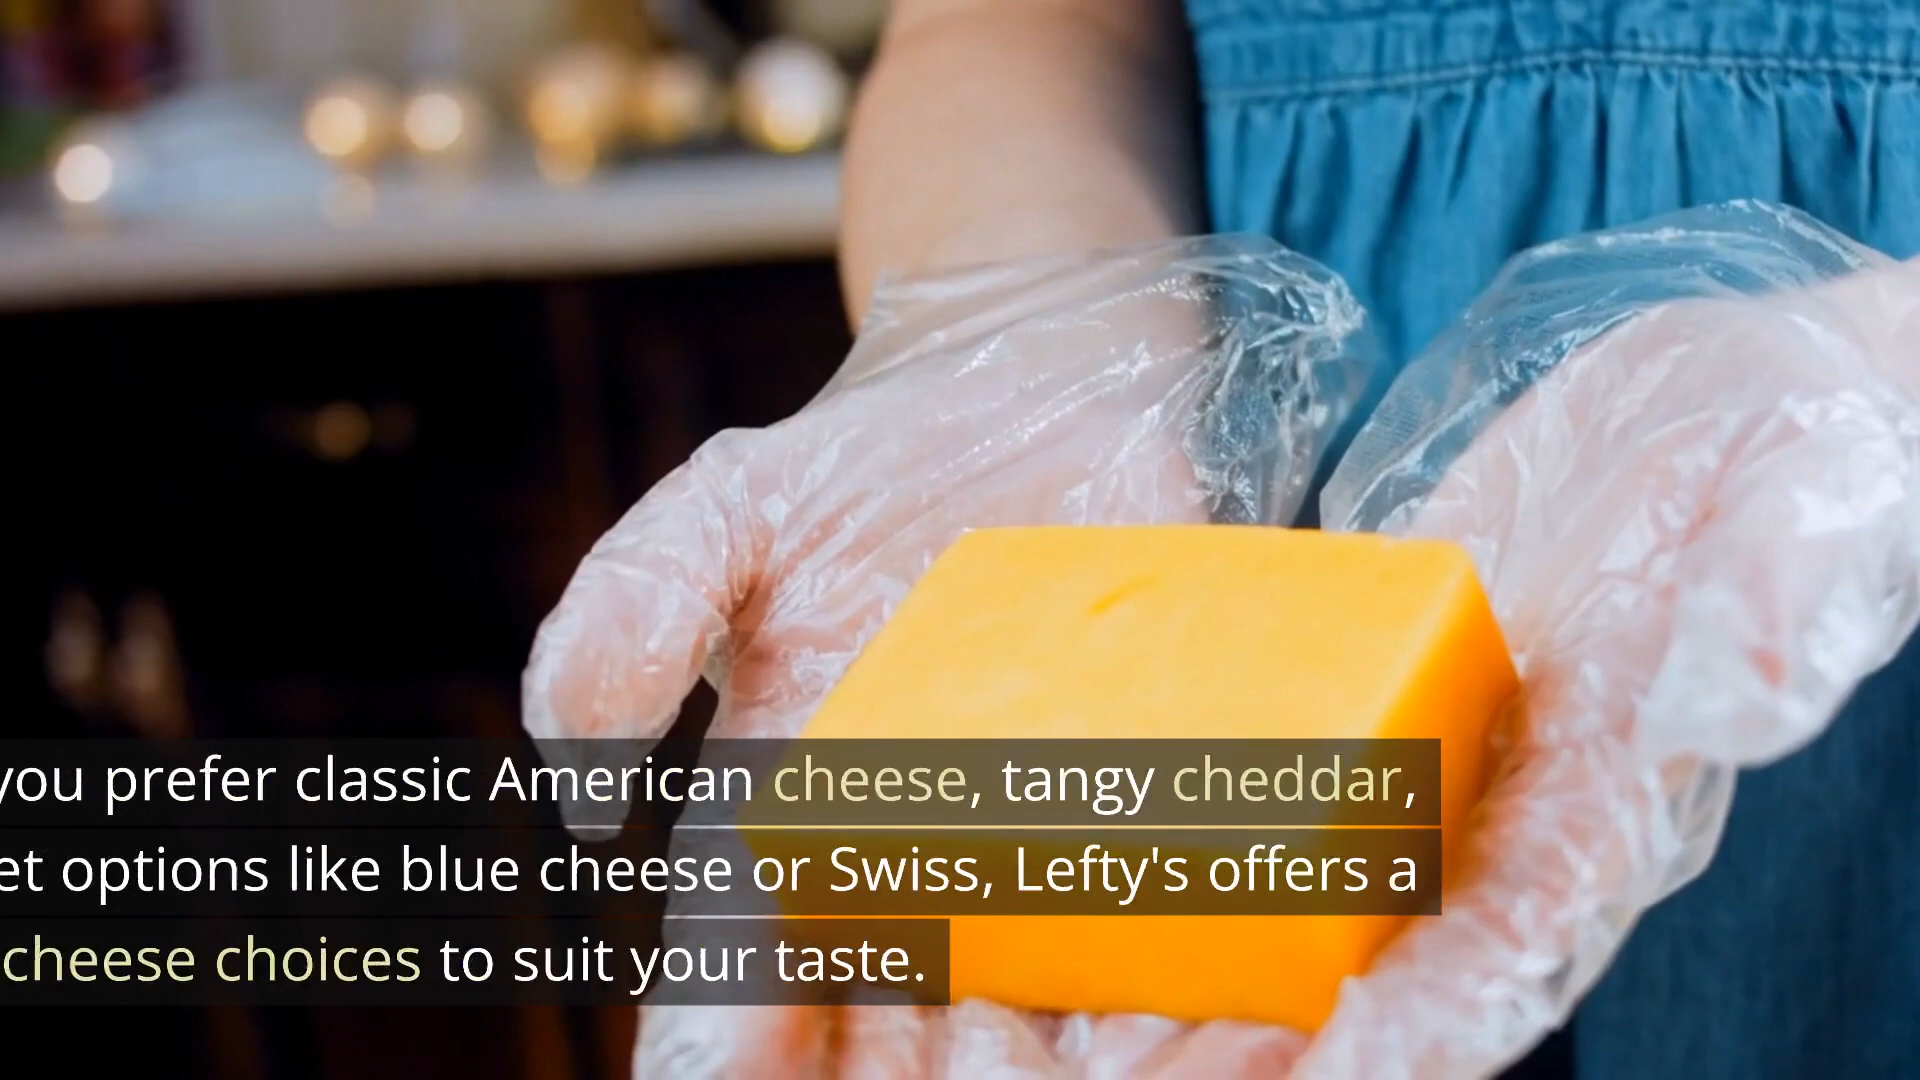 you prefer classic American cheese, tangy cheddar,
options like blue cheese or Swiss, Lefty's offers a
cheese choices to suit your taste.